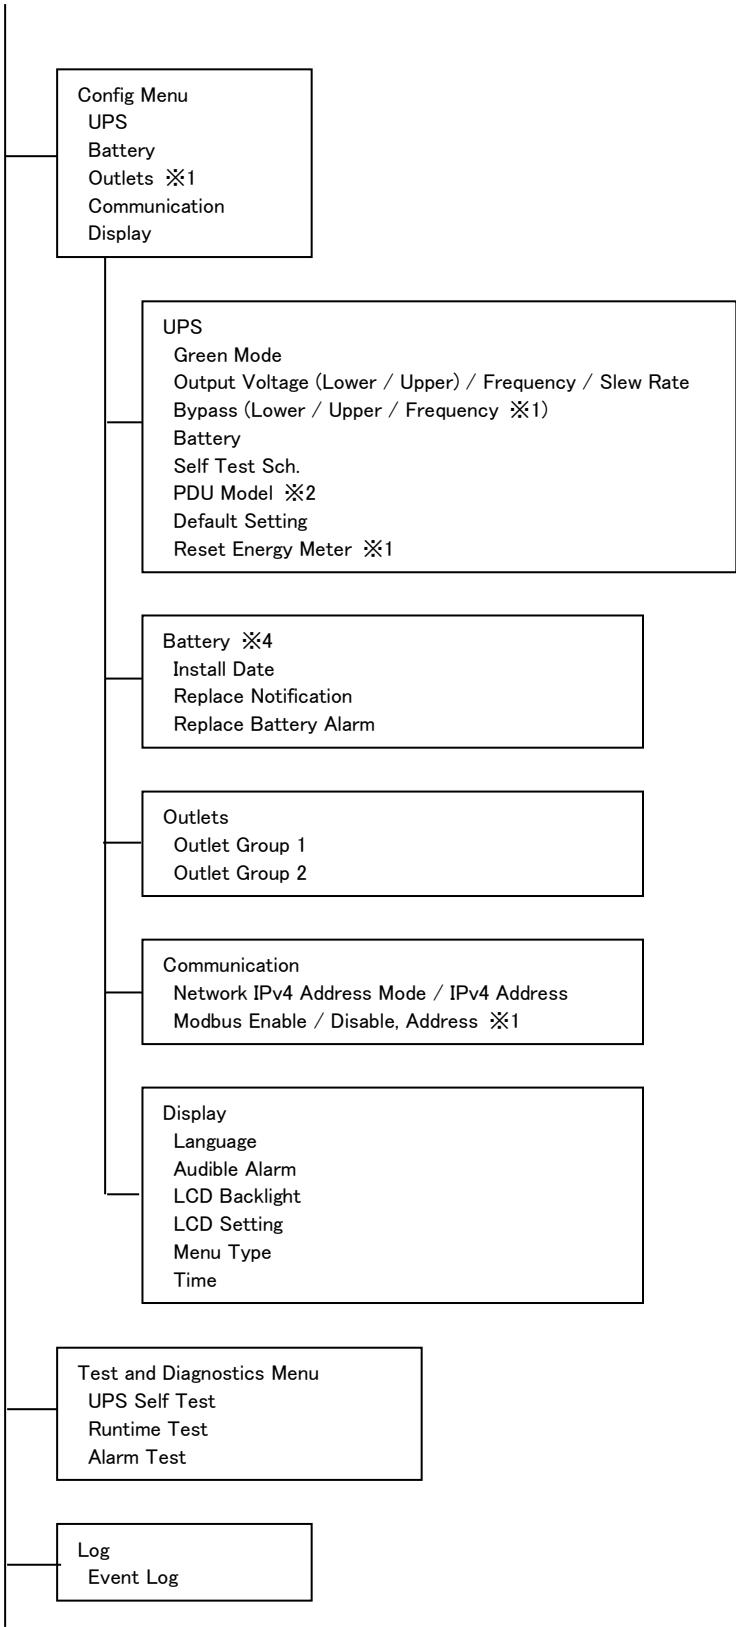 Config Menu
UPS
Battery
Outlets ※1
Communication
Display
UPS
Green Mode
Output Voltage (Lower / Upper) / Frequency / Slew Rate
Bypass (Lower / Upper / Frequency ※1)
Battery
Self Test Sch.
PDU Model ※2
Default Setting
Reset Energy Meter ※1
Battery ※4
Install Date
Replace Notification
Replace Battery Alarm
Outlets
Outlet Group 1
Outlet Group 2
Communication
Network IPv4 Address Mode / IPv4 Address
Modbus Enable / Disable, Address ※1
Display
Language
Audible Alarm
LCD Backlight
LCD Setting
Menu Type
Time
Test and Diagnostics Menu
UPS Self Test
Runtime Test
Alarm Test
Log
Event Log